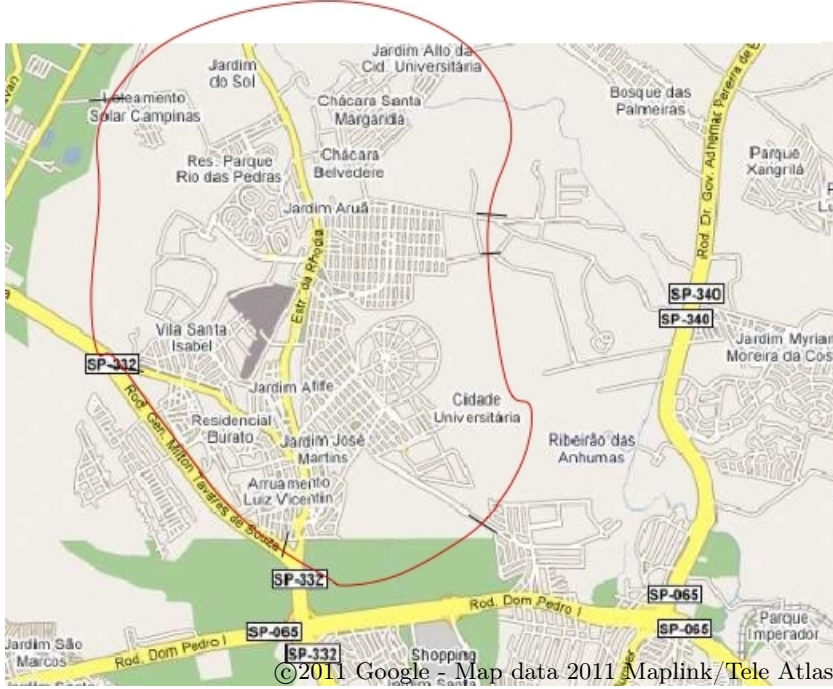 Jardim
do Sol
Jardim Alto da
Cid. Universitária
Loteamento
Solar Campinas
Chácara Santa
Margarida
Bosque das
Palmeiras
Rod. Dr. Gov. Adhemar Pereira de
Res. Parque
Rio das Pedras
Chácara
Belvedere
Parque
Xangrilá
Jardim Aruã
Estr. da Rhodia
SP-340
SP-340
Vila Santa
Isabel
Jardim Myrian
Moreira da Cos
SP-332
Rod. Gen. Milton Tavares de Souza
Jardim Afife
Cidade
Universitária
Residencial
Burato
Jardim José
Martins
Ribeirão das
Anhumas
Arruamento
Luiz Vicentin
SP-332
SP-065
Rod. Dom Pedro I
SP-065
SP-065
Parque
Imperador
Jardim São
Marcos
Rod. Dom Pedro I
SP-332
Shopping
©2011 Google - Map data 2011 Maplink/Tele Atlas